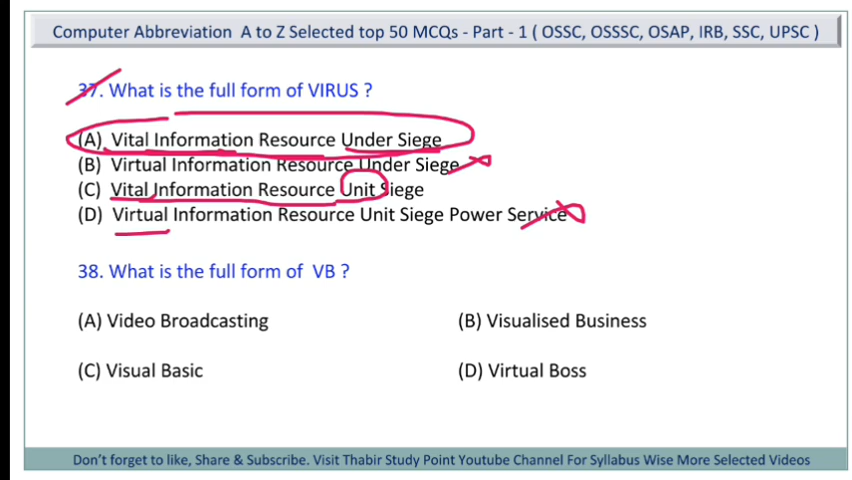 Computer Abbreviation A to Z Selected top 50 MCQs - Part - 1 ( OSSC, OSSSC, OSAP, IRB, SSC, UPSC )
37. What is the full form of VIRUS ?
(A) Vital Information Resource Under Siege
(B) Virtual Information Resource Under Siege
(C) Vital Information Resource Unit Siege
(D) Virtual Information Resource Unit Siege Power Service
38. What is the full form of VB ?
(A) Video Broadcasting (B) Visualised Business
(C) Visual Basic (D) Virtual Boss
Don't forget to like, Share & Subscribe. Visit Thabir Study Point Youtube Channel For Syllabus Wise More Selected Videos